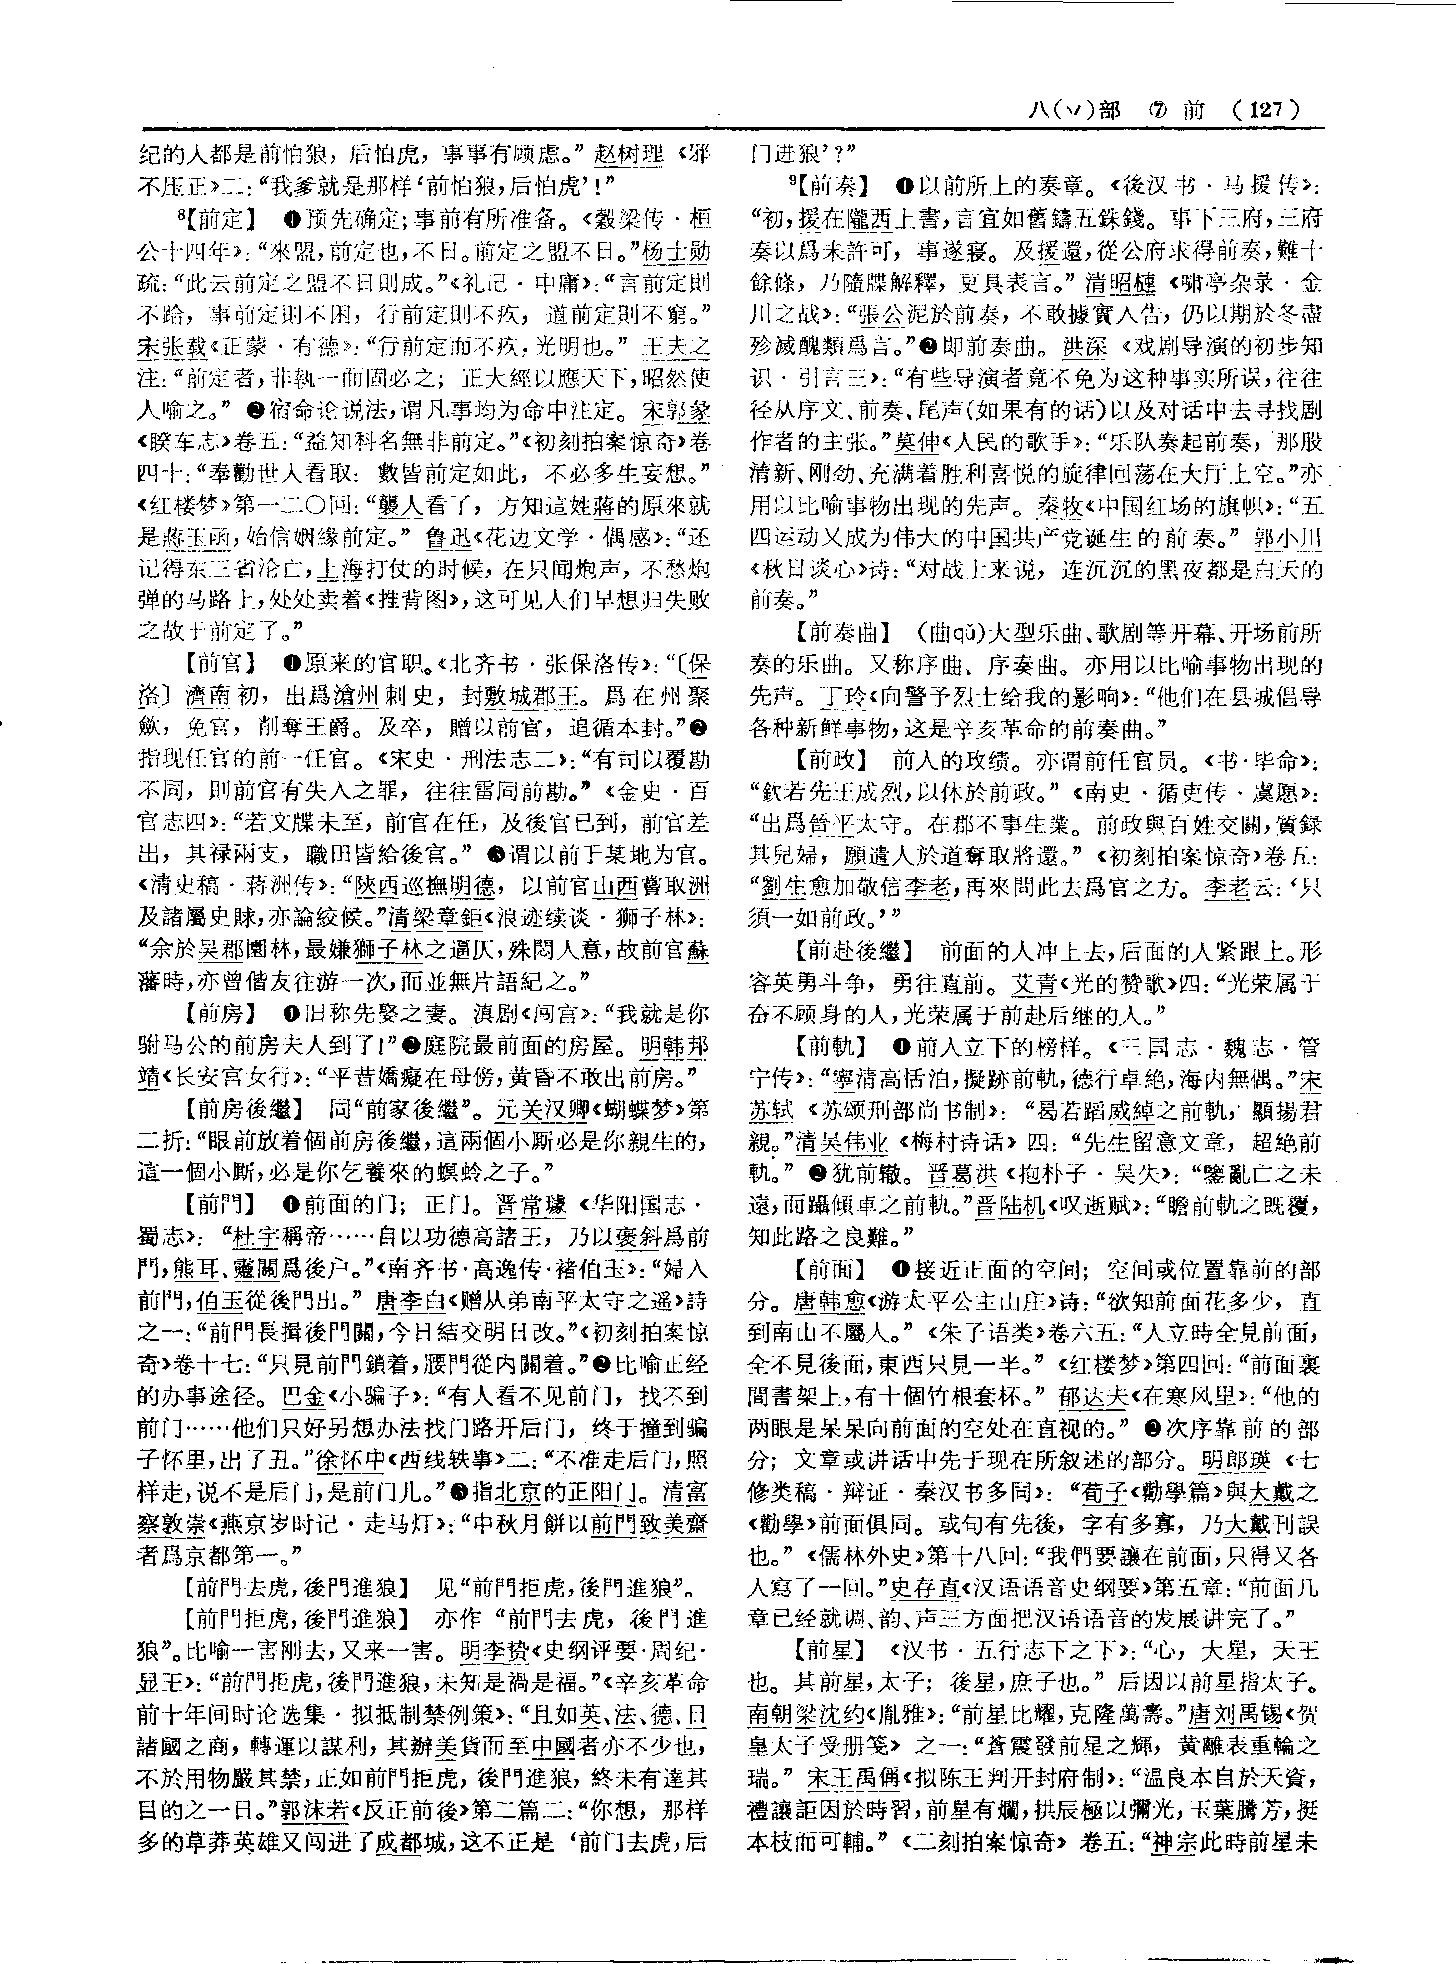 八(丷)部 ⑦ 前 (127)
纪的人都是前怕狼，后怕虎，事事有顾虑。”赵树理《邪
不压正》二：“我爹就是那样‘前怕狼，后怕虎’！”
⁸【前定】 ❶预先确定；事前有所准备。《穀梁传·桓
公十四年》：“來盟，前定也，不日。前定之盟不日。”杨士勋
疏：“此云前定之盟不日則成。”《礼记·中庸》：“言前定則
不跲，事前定則不困，行前定則不疚，道前定則不窮。”
宋张载《正蒙·有德》：“行前定而不疚，光明也。”王夫之
注：“前定者，非執一而固必之；正大經以應天下，昭然使
人喻之。”❷宿命论说法，谓凡事均为命中注定。宋郭彖
《睽车志》卷五：“益知科名無非前定。”《初刻拍案惊奇》卷
四十：“奉勸世人看取：數皆前定如此，不必多生妄想。”
《红楼梦》第一二〇回：“襲人看了，方知這姓蔣的原來就
是蔣玉函，始信姻缘前定。”鲁迅《花边文学·偶感》：“还
记得东三省沦亡，上海打仗的时候，在只闻炮声，不愁炮
弹的马路上，处处卖着《推背图》，这可见人们早想归失败
之故于前定了。”
【前官】 ❶原来的官职。《北齐书·张保洛传》：“〔保
洛〕濟南初，出爲滄州刺史，封敷城郡王。爲在州聚
歛，免官，削奪王爵。及卒，贈以前官，追循本封。”❷
指现任官的前一任官。《宋史·刑法志二》：“有司以覆勘
不同，則前官有失入之罪，往往雷同前勘。”《金史·百
官志四》：“若文牒未至，前官在任，及後官已到，前官差
出，其禄兩支，職田皆給後官。”❸谓以前于某地为官。
《清史稿·蒋洲传》：“陝西巡撫明德，以前官山西嘗取洲
及諸屬史賕，亦論絞候。”清梁章鉅《浪迹续谈·狮子林》：
“余於吴郡園林，最嫌獅子林之逼仄，殊悶人意，故前官蘇
藩時，亦曾偕友往游一次，而並無片語紀之。”
【前房】 ❶旧称先娶之妻。滇剧《闯宫》：“我就是你
驸马公的前房夫人到了！”❷庭院最前面的房屋。明韩邦
靖《长安宫女行》：“平昔嬌癡在母傍，黄昏不敢出前房。”
【前房後繼】 同“前家後繼”。元关汉卿《蝴蝶梦》第
二折：“眼前放着個前房後繼，這兩個小厮必是你親生的，
這一個小厮，必是你乞養來的螟蛉之子。”
【前門】 ❶前面的门；正门。晋常璩《华阳国志·
蜀志》：“杜宇稱帝……自以功德高諸王，乃以褒斜爲前
門，熊耳、靈關爲後户。”《南齐书·高逸传·褚伯玉》：“婦入
前門，伯玉從後門出。”唐李白《赠从弟南平太守之遥》詩
之一：“前門長揖後門關，今日結交明日改。”《初刻拍案惊
奇》卷十七：“只見前門鎖着，腰門從内關着。”❷比喻正经
的办事途径。巴金《小骗子》：“有人看不见前门，找不到
前门……他们只好另想办法找门路开后门，终于撞到骗
子怀里，出了丑。”徐怀中《西线轶事》二：“不准走后门，照
样走，说不是后门，是前门儿。”❸指北京的正阳门。清富
察敦崇《燕京岁时记·走马灯》：“中秋月餅以前門致美齋
者爲京都第一。”
【前門去虎，後門進狼】 见“前門拒虎，後門進狼”。
【前門拒虎，後門進狼】 亦作“前門去虎，後門進
狼”。比喻一害刚去，又来一害。明李贽《史纲评要·周纪·
显王》：“前門拒虎，後門進狼，未知是禍是福。”《辛亥革命
前十年间时论选集·拟抵制禁例策》：“且如英、法、德、日
諸國之商，轉運以謀利，其辦美貨而至中國者亦不少也，
不於用物嚴其禁，正如前門拒虎，後門進狼，終未有達其
目的之一日。”郭沫若《反正前後》第二篇二：“你想，那样
多的草莽英雄又闯进了成都城，这不正是‘前门去虎，后
门进狼’？”
⁹【前奏】 ❶以前所上的奏章。《後汉书·马援传》：
“初，援在隴西上書，言宜如舊鑄五銖錢。事下三府，三府
奏以爲未許可，事遂寝。及援還，從公府求得前奏，難十
餘條，乃隨牒解釋，更具表言。”清昭槤《啸亭杂录·金
川之战》：“張公泥於前奏，不敢據實入告，仍以期於冬盡
殄滅醜類爲言。”❷即前奏曲。洪深《戏剧导演的初步知
识·引言三》：“有些导演者竟不免为这种事实所误，往往
径从序文、前奏、尾声(如果有的话)以及对话中去寻找剧
作者的主张。”莫伸《人民的歌手》：“乐队奏起前奏，那股
清新、刚劲、充满着胜利喜悦的旋律回荡在大厅上空。”亦
用以比喻事物出现的先声。秦牧《中国红场的旗帜》：“五
四运动又成为伟大的中国共产党诞生的前奏。”郭小川
《秋日谈心》诗：“对战士来说，连沉沉的黑夜都是白天的
前奏。”
【前奏曲】 (曲qǔ)大型乐曲、歌剧等开幕、开场前所
奏的乐曲。又称序曲、序奏曲。亦用以比喻事物出现的
先声。丁玲《向警予烈士给我的影响》：“他们在县城倡导
各种新鲜事物，这是辛亥革命的前奏曲。”
【前政】 前人的政绩。亦谓前任官员。《书·毕命》：
“欽若先王成烈，以休於前政。”《南史·循吏传·虞愿》：
“出爲晉平太守。在郡不事生業。前政與百姓交關，質録
其兒婦，願遣人於道奪取將還。”《初刻拍案惊奇》卷五：
“劉生愈加敬信李老，再來問此去爲官之方。李老云：‘只
須一如前政。’”
【前赴後繼】 前面的人冲上去，后面的人紧跟上。形
容英勇斗争，勇往直前。艾青《光的赞歌》四：“光荣属于
奋不顾身的人，光荣属于前赴后继的人。”
【前軌】 ❶前人立下的榜样。《三国志·魏志·管
宁传》：“寧清高恬泊，擬跡前軌，德行卓絶，海内無偶。”宋
苏轼《苏颂刑部尚书制》：“曷若蹈威綽之前軌，顯揚君
親。”清吴伟业《梅村诗话》四：“先生留意文章，超絶前
軌。”❷犹前辙。晋葛洪《抱朴子·吴失》：“鑒亂亡之未
遠，而躡傾車之前軌。”晋陆机《叹逝赋》：“瞻前軌之既覆，
知此路之良難。”
【前面】 ❶接近正面的空间；空间或位置靠前的部
分。唐韩愈《游太平公主山庄》诗：“欲知前面花多少，直
到南山不屬人。”《朱子语类》卷六五：“人立時全見前面，
全不見後面，東西只見一半。”《红楼梦》第四一回：“前面裏
間書架上，有十個竹根套杯。”郁达夫《在寒风里》：“他的
两眼是呆呆向前面的空处在直视的。”❷次序靠前的部
分；文章或讲话中先于现在所叙述的部分。明郎瑛《七
修类稿·辩证·秦汉书多同》：“荀子《勸學篇》與大戴之
《勸學》前面俱同。或句有先後，字有多寡，乃大戴刊誤
也。”《儒林外史》第十八回：“我們要讓在前面，只得又各
人寫了一回。”史存直《汉语语音史纲要》第五章：“前面几
章已经就调、韵、声三方面把汉语语音的发展讲完了。”
【前星】 《汉书·五行志下之下》：“心，大星，天王
也。其前星，太子；後星，庶子也。”后因以前星指太子。
南朝梁沈约《胤雅》：“前星比耀，克隆萬壽。”唐刘禹锡《贺
皇太子受册笺》之一：“蒼震發前星之輝，黄離表重輪之
瑞。”宋王禹偁《拟陈王判开封府制》：“温良本自於天資，
禮讓詎因於時習，前星有爛，拱辰極以彌光，玉葉騰芳，挺
本枝而可輔。”《二刻拍案惊奇》卷五：“神宗此時前星未